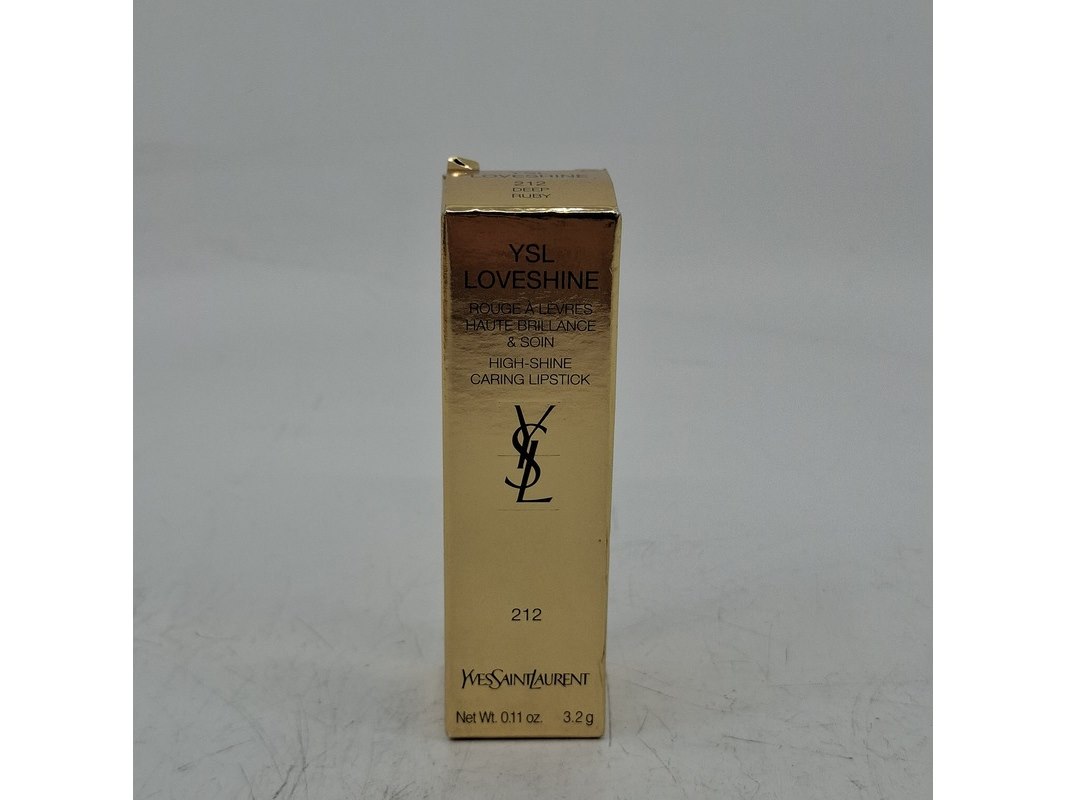 LOVESHINE
212
DEEP
RUBY
YSL
LOVESHINE
ROUGE À LÈVRES
HAUTE BRILLANCE
& SOIN
HIGH-SHINE
CARING LIPSTICK
YSL
212
YVESSAINTLAURENT
Net Wt. 0.11 oz. 3.2 g